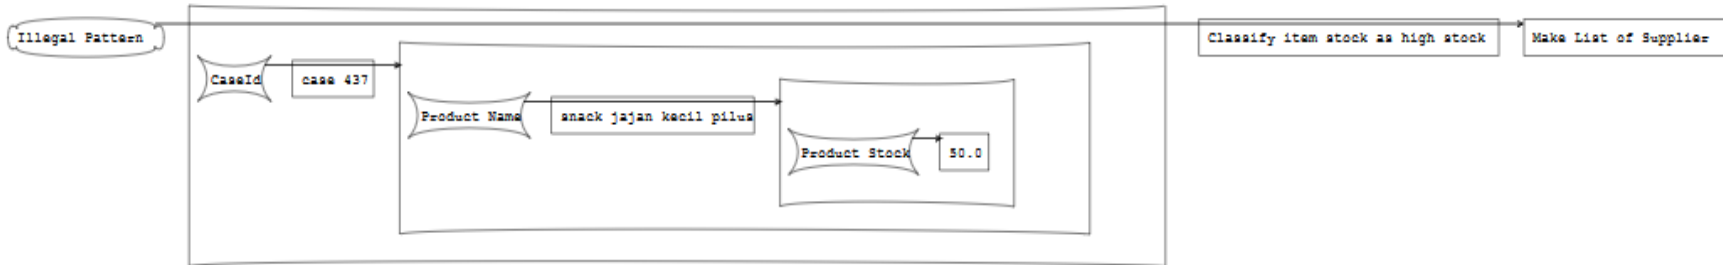 Illegal Pattern
Classify item stock as high stock
Make List of Supplier
CaseId
case 437
Product Name
snack jajan kecil pilus
Product Stock
50.0